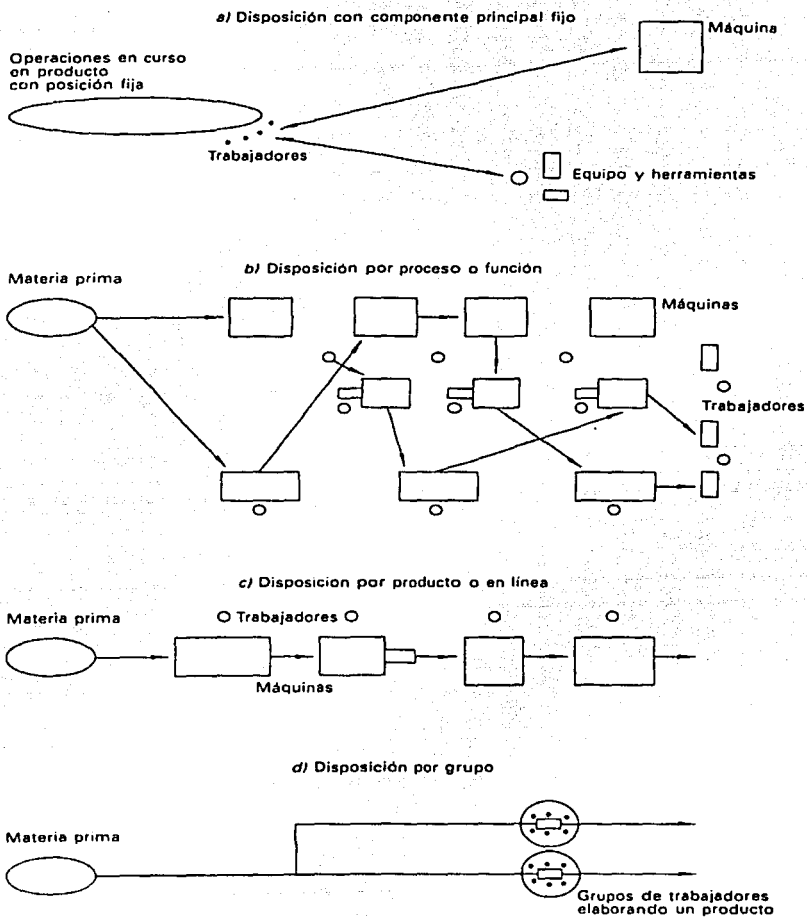 a) Disposición con componente principal fijo
Máquina
Operaciones en curso
en producto
con posición fija
Trabajadores
Equipo y herramientas
b) Disposición por proceso o función
Materia prima
Máquinas
Trabajadores
c) Disposicion por producto o en línea
Materia prima
Trabajadores
Máquinas
d) Disposición por grupo
Materia prima
Grupos de trabajadores
elaborando un producto